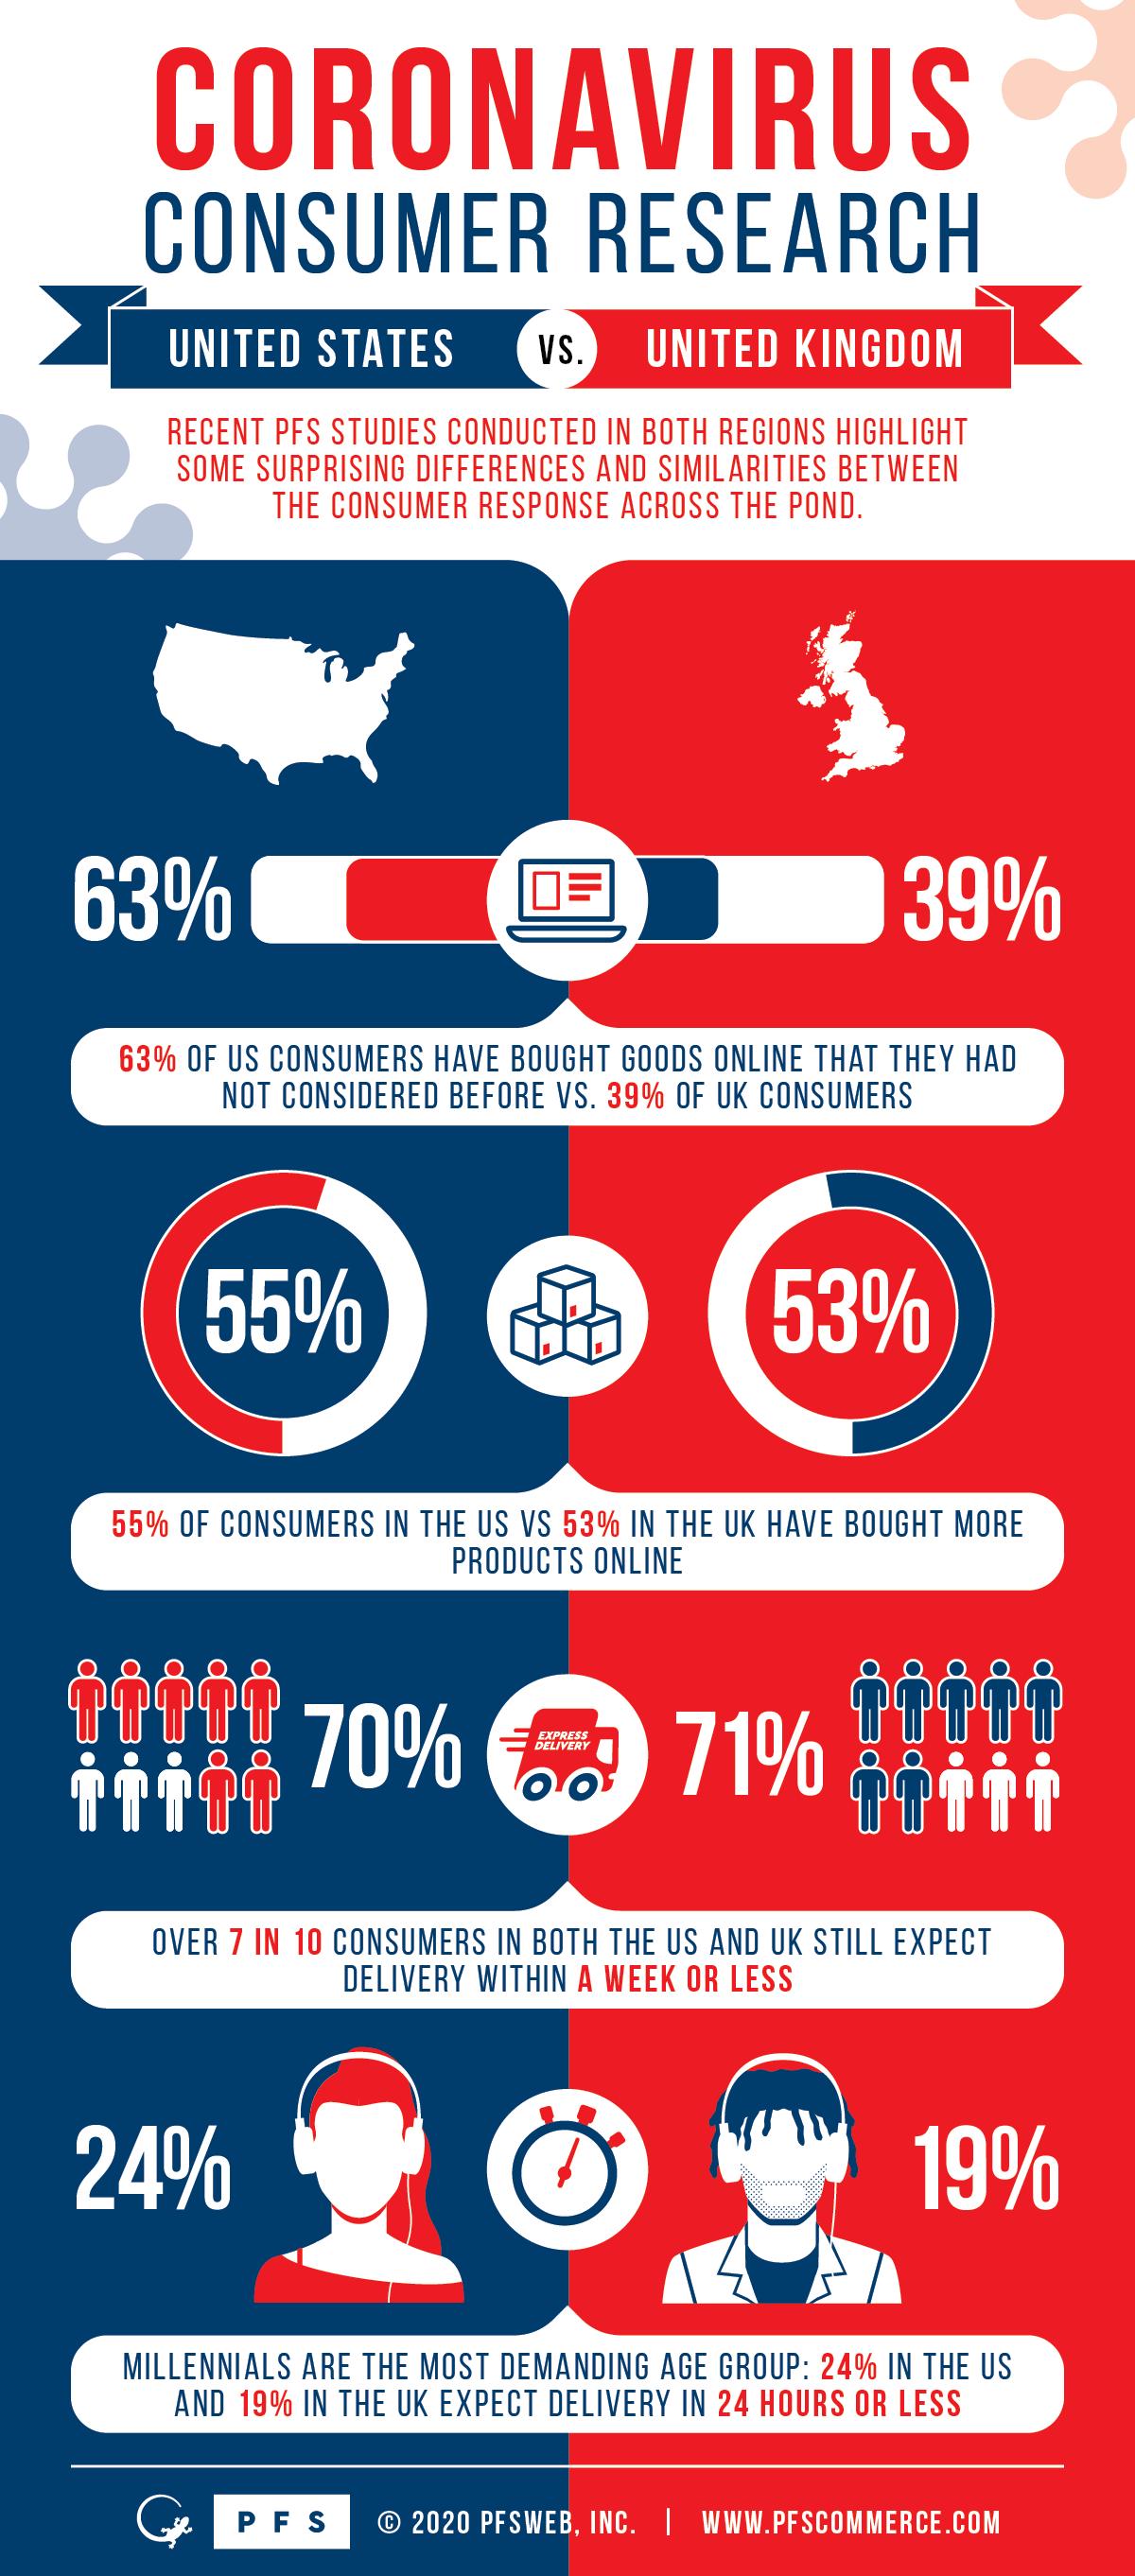 CORONAVIRUS
CONSUMER RESEARCH
UNITED STATES VS. UNITED KINGDOM
RECENT PFS STUDIES CONDUCTED IN BOTH REGIONS HIGHLIGHT
SOME SURPRISING DIFFERENCES AND SIMILARITIES BETWEEN
THE CONSUMER RESPONSE ACROSS THE POND.
63% 39%
63% OF US CONSUMERS HAVE BOUGHT GOODS ONLINE THAT THEY HAD
NOT CONSIDERED BEFORE VS. 39% OF UK CONSUMERS
55% 53%
55% OF CONSUMERS IN THE US VS 53% IN THE UK HAVE BOUGHT MORE
PRODUCTS ONLINE
70% EXPRESS
DELIVERY 71%
OVER 7 IN 10 CONSUMERS IN BOTH THE US AND UK STILL EXPECT
DELIVERY WITHIN A WEEK OR LESS
24% 19%
MILLENNIALS ARE THE MOST DEMANDING AGE GROUP: 24% IN THE US
AND 19% IN THE UK EXPECT DELIVERY IN 24 HOURS OR LESS
PFS © 2020 PFSWEB, INC. | WWW.PFSCOMMERCE.COM